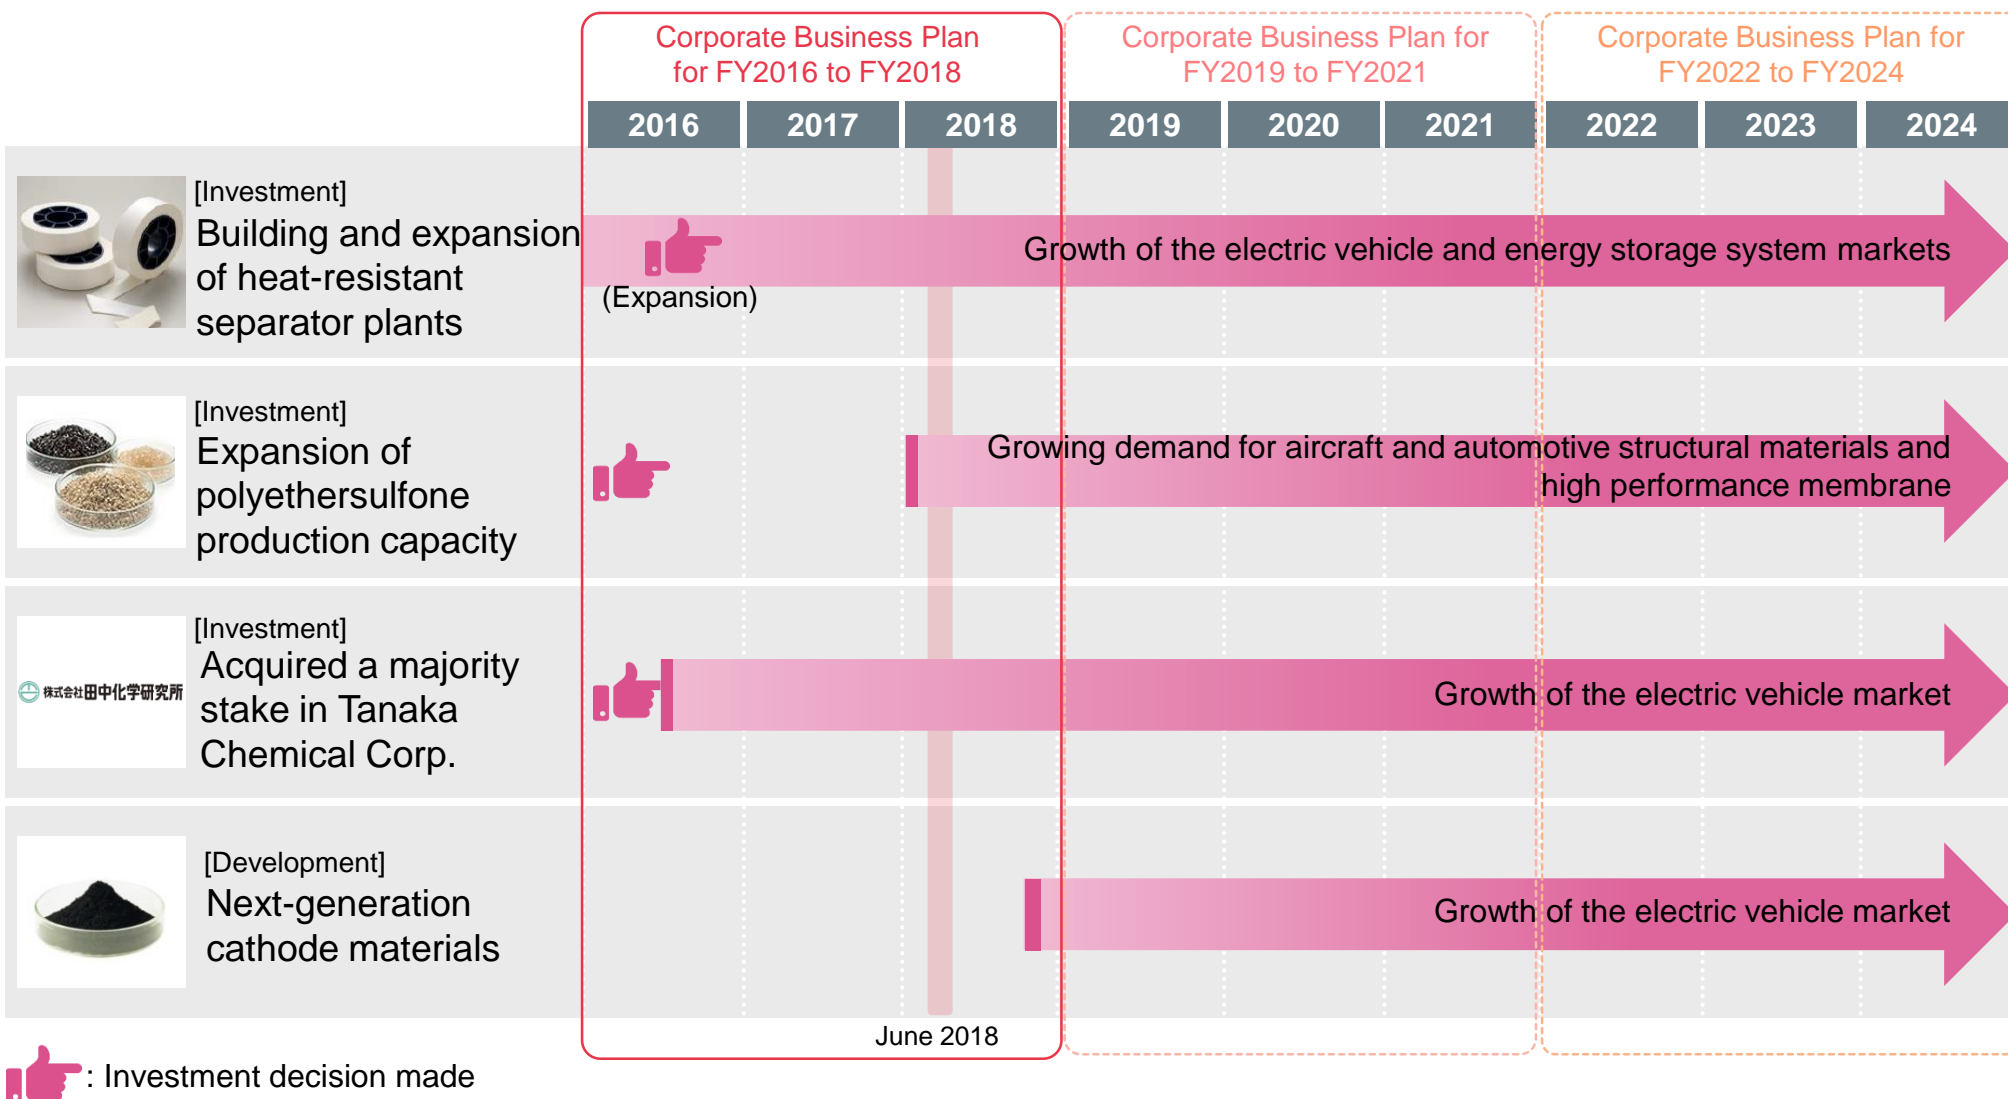 Corporate Business Plan
for FY2016 to FY2018
Corporate Business Plan for
FY2019 to FY2021
Corporate Business Plan for
FY2022 to FY2024
2016
2017
2018
2019
2020
2021
2022
2023
2024
[Investment]
Building and expansion
of heat-resistant
separator plants
(Expansion)
Growth of the electric vehicle and energy storage system markets
[Investment]
Expansion of
polyethersulfone
production capacity
Growing demand for aircraft and automotive structural materials and
high performance membrane
株式会社田中化学研究所
[Investment]
Acquired a majority
stake in Tanaka
Chemical Corp.
Growth of the electric vehicle market
[Development]
Next-generation
cathode materials
Growth of the electric vehicle market
June 2018
: Investment decision made